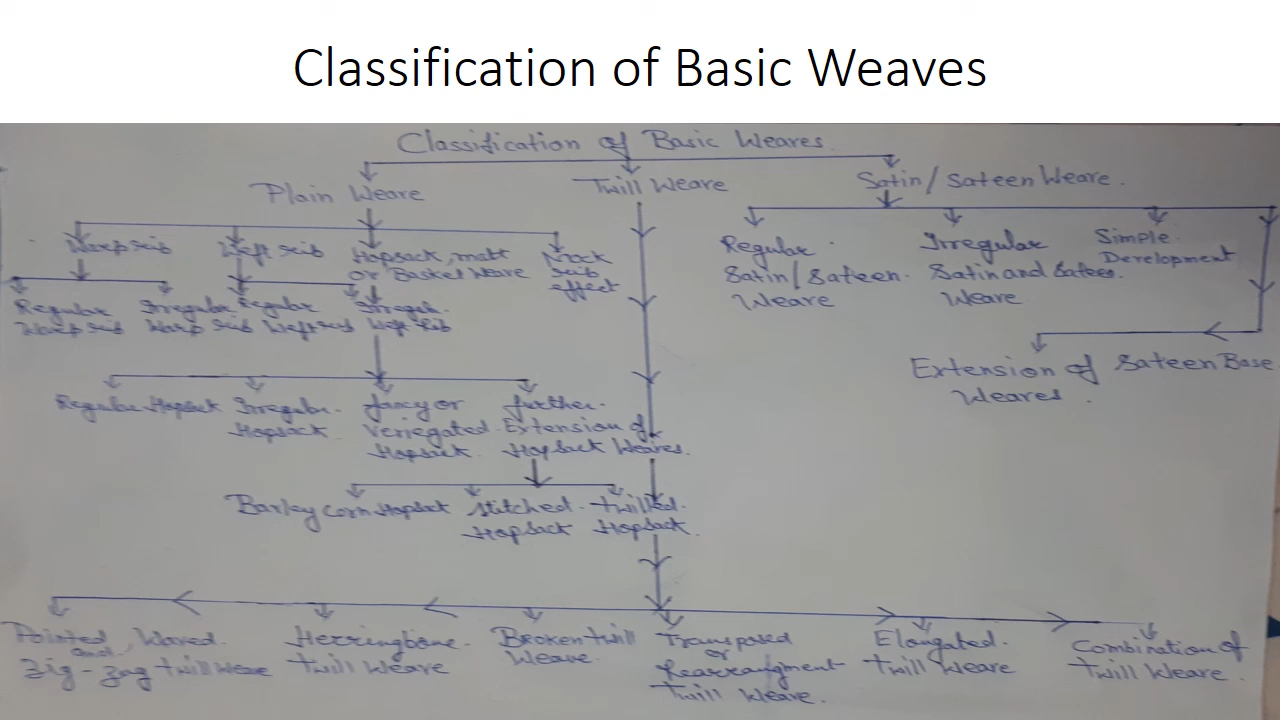 Classification of Basic Weaves
Classification of Basic Weaves
Plain Weave
Twill Weave
Satin/Sateen Weave.
Warp rib
Weft rib
Hopsack, matt
or Basket Weave
Mock
rib
effect
Regular
Satin/Sateen.
Weave
Irregular
Satin and Sateen.
Weave
Simple
Development
Regular
Warp rib
Irregular
Warp rib
Regular
Weft rib
Irregular.
Weft Rib
Extension of Sateen Base
Weaves.
Regular Hopsack
Irregular.
Hopsack.
fancy or
Verriegated.
Hopsack.
further.
Extension of
Hopsack Weaves.
Barley corn Hopsack
Stitched.
Hopsack
twilled.
Hopsack.
Pointed, Waved.
and
Zig-Zag twill Weave
Herringbone.
twill Weave
Broken twill
Weave.
Transposed
or
Rearrangment
twill Weave.
Elongated.
twill Weave
Combination of
twill Weave.